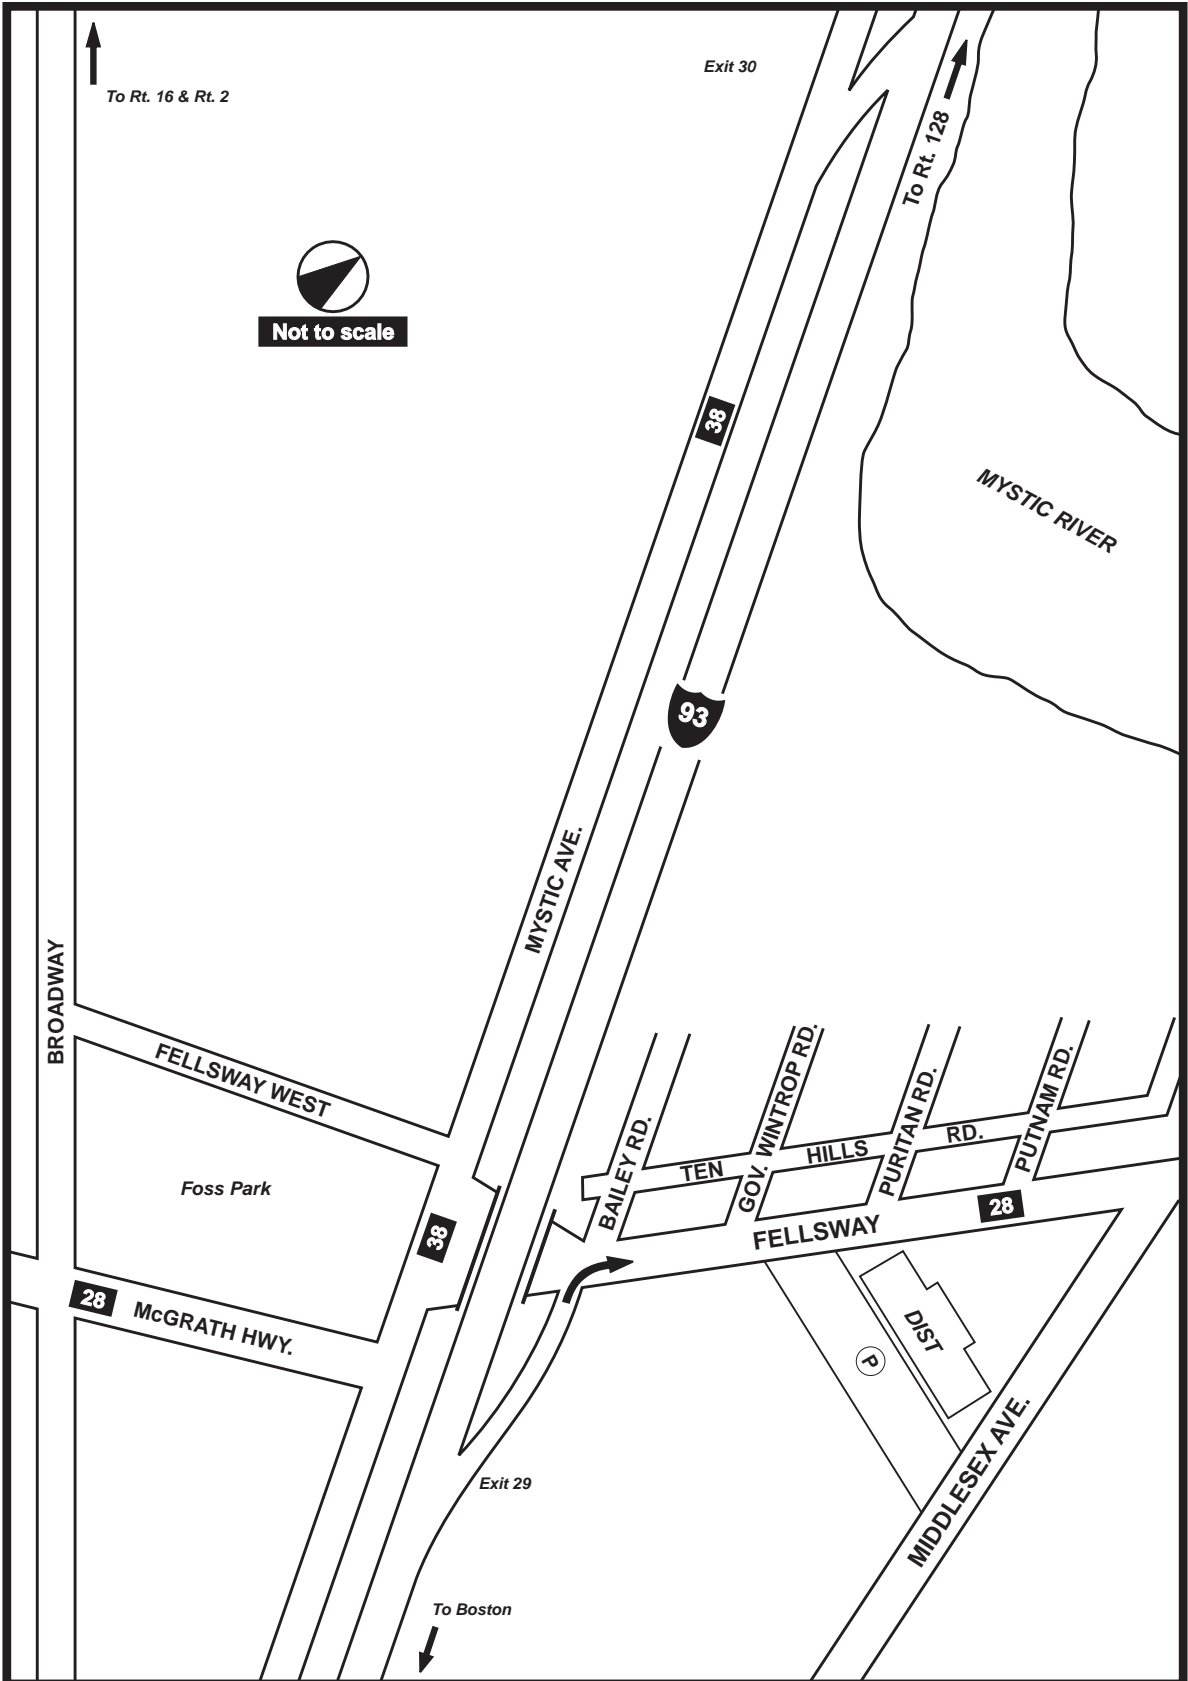 Exit 30
To Rt. 16 & Rt. 2
To Rt. 128
Not to scale
38
MYSTIC RIVER
93
MYSTIC AVE.
BROADWAY
FELLSWAY WEST
BAILEY RD.
GOV. WINTROP RD.
PURITAN RD.
PUTNAM RD.
TEN HILLS RD.
Foss Park
38
28
FELLSWAY
28
McGRATH HWY.
DIST
P
MIDDLESEX AVE.
Exit 29
To Boston